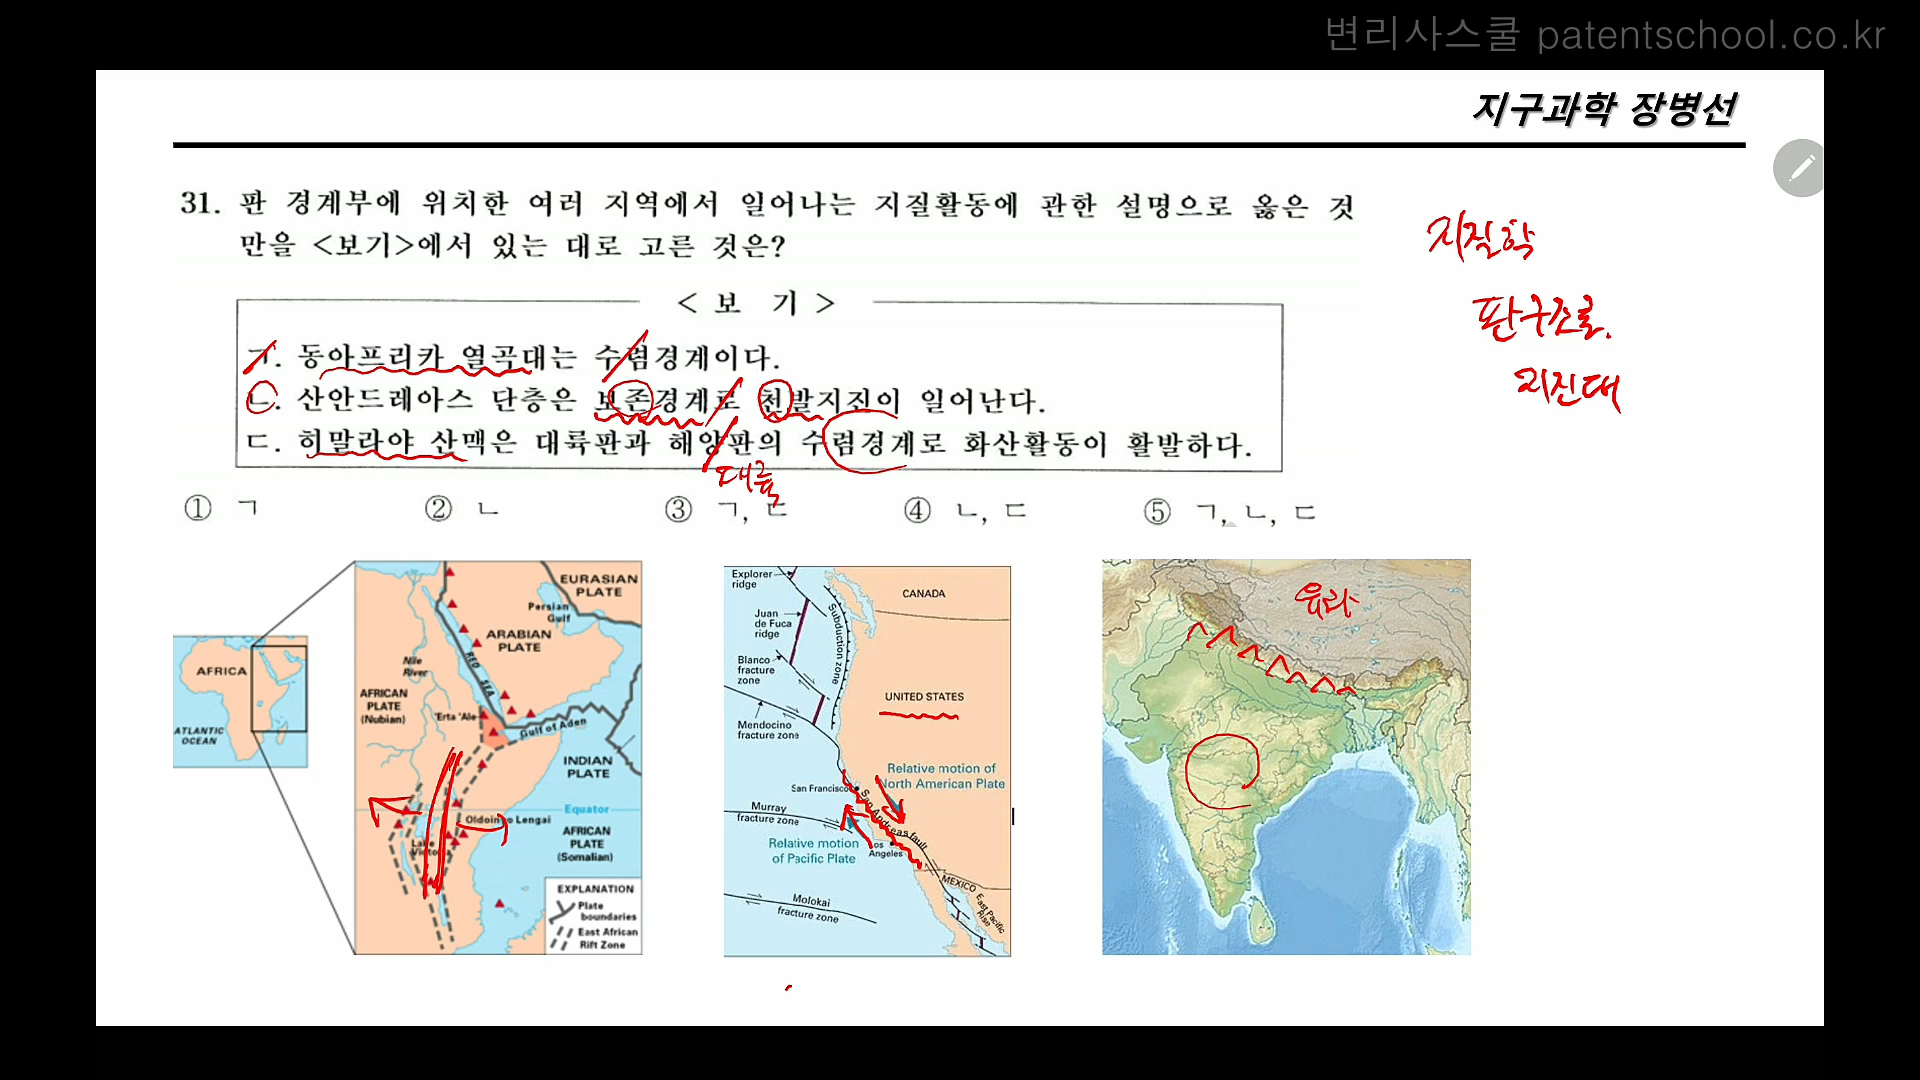 변리사스쿨 patentschool.co.kr
지구과학 장병선
31. 판 경계부에 위치한 여러 지역에서 일어나는 지질활동에 관한 설명으로 옳은 것
만을 <보기>에서 있는 대로 고른 것은?
< 보 기 >
ㄱ. 동아프리카 열곡대는 수렴경계이다.
ㄴ. 산안드레아스 단층은 보존경계로 천발지진이 일어난다.
ㄷ. 히말라야 산맥은 대륙판과 해양판의 수렴경계로 화산활동이 활발하다.
대륙
① ㄱ ② ㄴ ③ ㄱ, ㄷ ④ ㄴ, ㄷ ⑤ ㄱ, ㄴ, ㄷ
지질학
판구조론.
지진대
AFRICA
ATLANTIC
OCEAN
EURASIAN
PLATE
Persian
Gulf
ARABIAN
PLATE
Nile
River
RED SEA
AFRICAN
PLATE
(Nubian)
'Erta 'Ale
Gulf of Aden
INDIAN
PLATE
Equator
Oldoinyo Lengai
AFRICAN
PLATE
(Somalian)
EXPLANATION
Plate
boundaries
East African
Rift Zone
Explorer
ridge
CANADA
Juan
de Fuca
ridge
Subduction zone
Blanco
fracture
zone
UNITED STATES
Mendocino
fracture zone
Relative motion of
North American Plate
San Francisco
San Andreas fault
Murray
fracture zone
Relative motion
of Pacific Plate
Los
Angeles
MEXICO
East Pacific
Rise
Molokai
fracture zone
유라